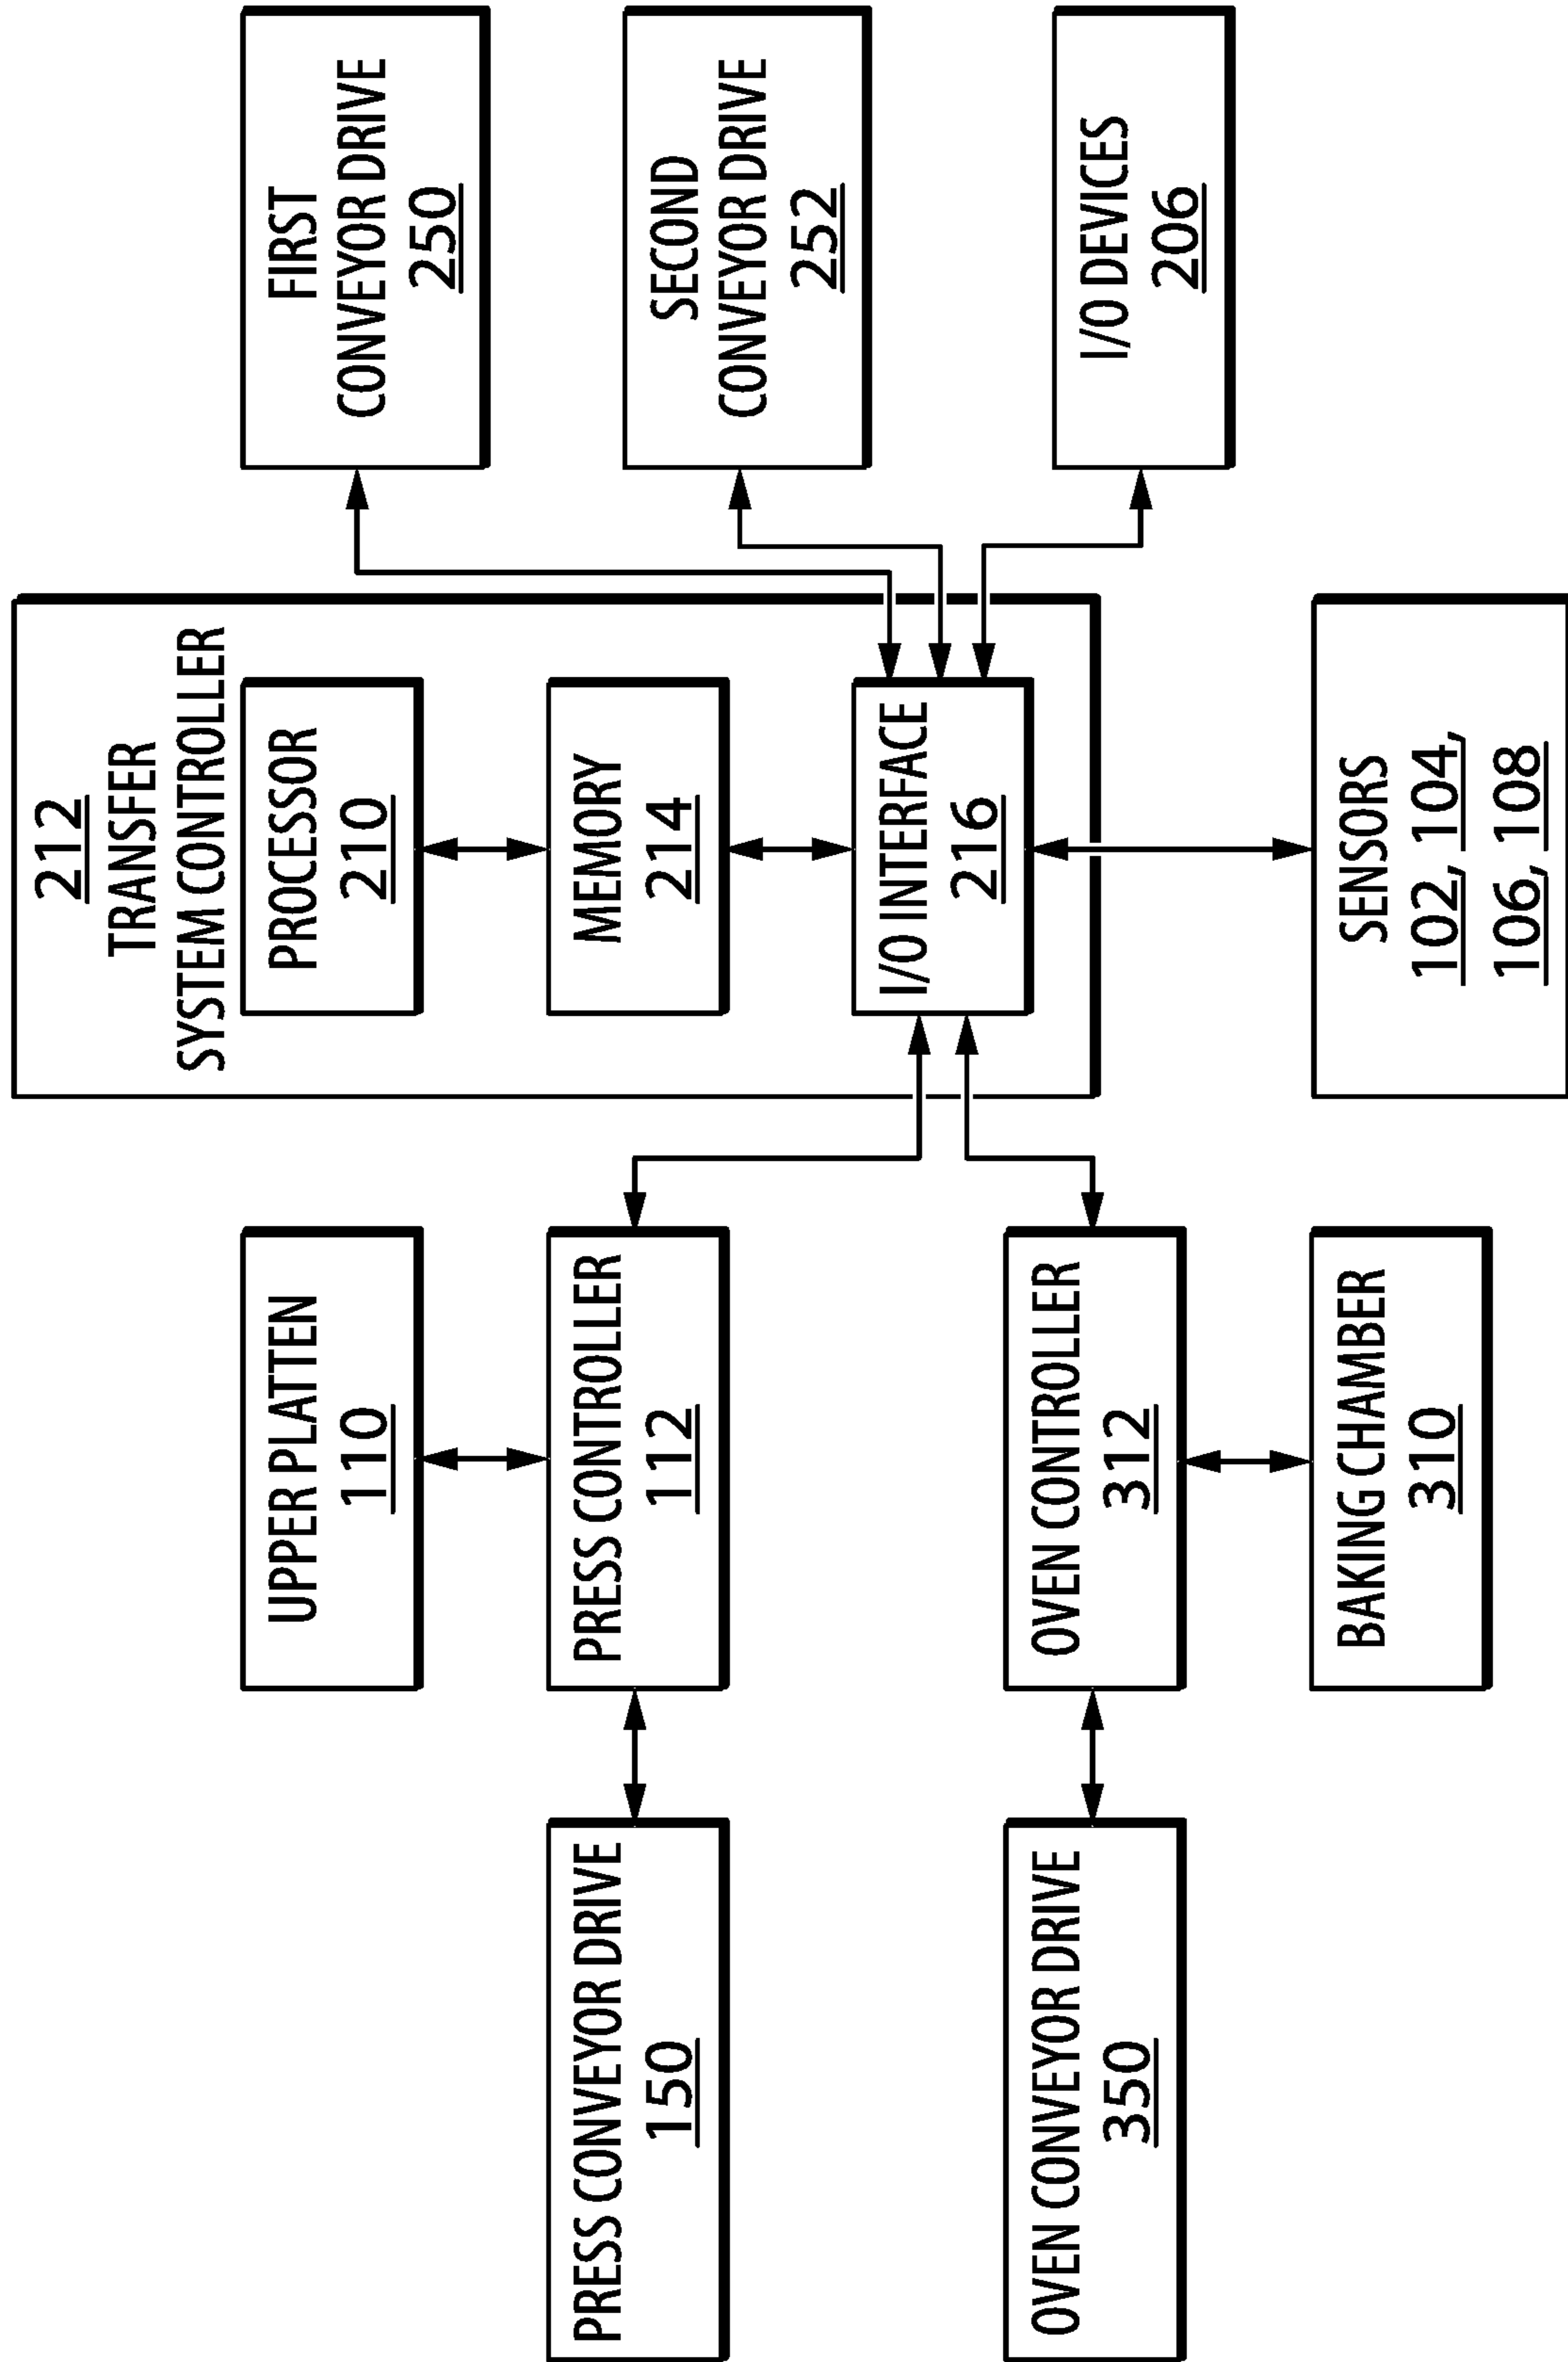 212
TRANSFER
SYSTEM CONTROLLER
PROCESSOR
210
MEMORY
214
I/O INTERFACE
216
UPPER PLATTEN
110
PRESS CONTROLLER
112
PRESS CONVEYOR DRIVE
150
OVEN CONVEYOR DRIVE
350
OVEN CONTROLLER
312
BAKING CHAMBER
310
SENSORS
102, 104,
106, 108
FIRST
CONVEYOR DRIVE
250
SECOND
CONVEYOR DRIVE
252
I/O DEVICES
206